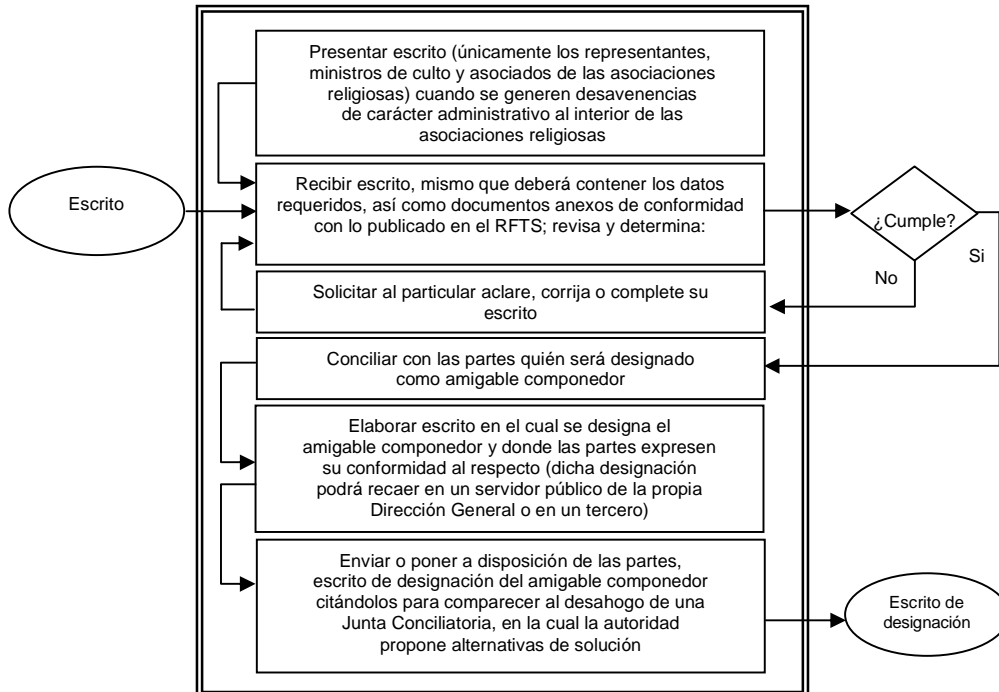 Presentar escrito (únicamente los representantes,
ministros de culto y asociados de las asociaciones
religiosas) cuando se generen desavenencias
de carácter administrativo al interior de las
asociaciones religiosas
Escrito
Recibir escrito, mismo que deberá contener los datos
requeridos, así como documentos anexos de conformidad
con lo publicado en el RFTS; revisa y determina:
¿Cumple?
Si
No
Solicitar al particular aclare, corrija o complete su
escrito
Conciliar con las partes quién será designado
como amigable componedor
Elaborar escrito en el cual se designa el
amigable componedor y donde las partes expresen
su conformidad al respecto (dicha designación
podrá recaer en un servidor público de la propia
Dirección General o en un tercero)
Enviar o poner a disposición de las partes,
escrito de designación del amigable componedor
citándolos para comparecer al desahogo de una
Junta Conciliatoria, en la cual la autoridad
propone alternativas de solución
Escrito de
designación